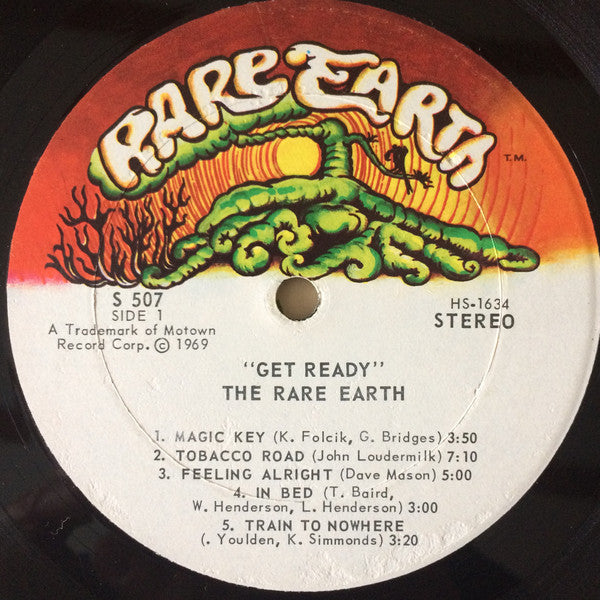 RARE EARTH
T.M.
S 507
SIDE 1
A Trademark of Motown
Record Corp. © 1969
HS-1634
STEREO
"GET READY"
THE RARE EARTH
1. MAGIC KEY (K. Folcik, G. Bridges) 3:50
2. TOBACCO ROAD (John Loudermilk) 7:10
3. FEELING ALRIGHT (Dave Mason) 5:00
4. IN BED (T. Baird,
W. Henderson, L. Henderson) 3:00
5. TRAIN TO NOWHERE
(. Youlden, K. Simmonds) 3:20